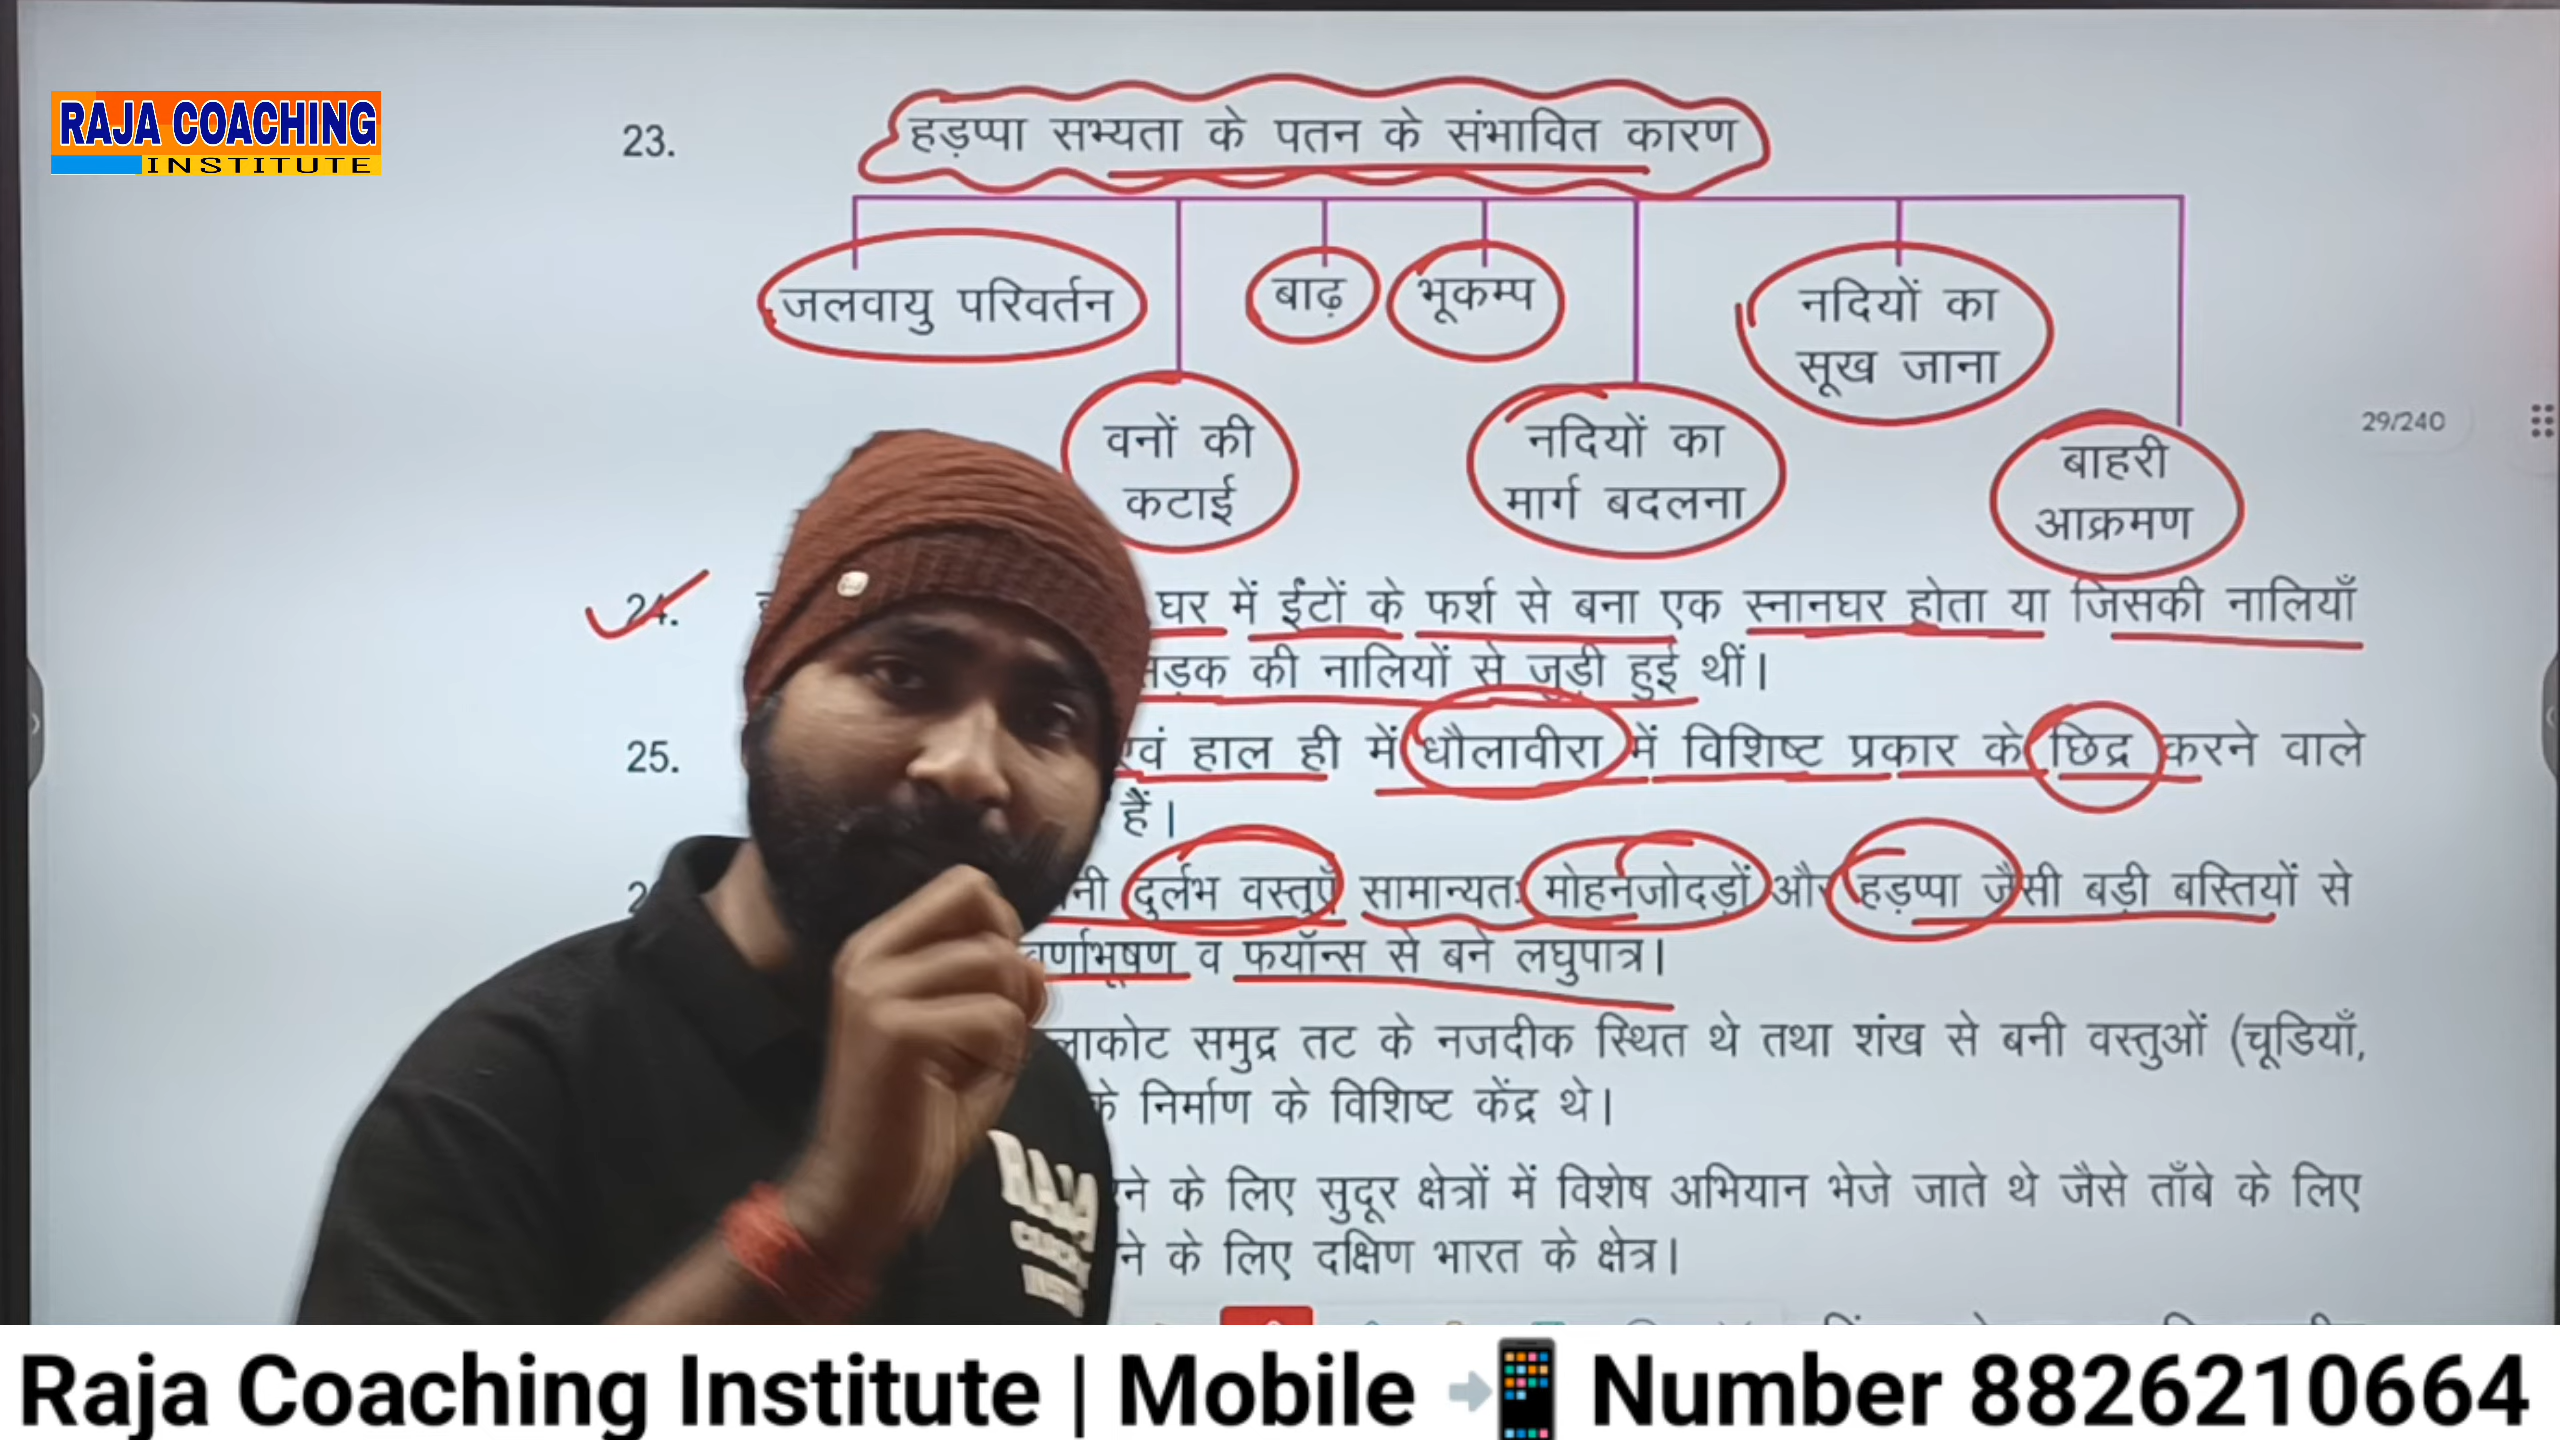 RAJA COACHING
INSTITUTE
23. हड़प्पा सभ्यता के पतन के संभावित कारण
जलवायु परिवर्तन
बाढ़
भूकम्प
नदियों का
सूख जाना
29/240
वनों की
कटाई
नदियों का
मार्ग बदलना
बाहरी
आक्रमण
24. घर में ईंटों के फर्श से बना एक स्नानघर होता या जिसकी नालियाँ
सड़क की नालियों से जुड़ी हुई थीं।
25. एवं हाल ही में धौलावीरा में विशिष्ट प्रकार के छिद्र करने वाले
हैं।
दुर्लभ वस्तुएँ सामान्यतः मोहनजोदड़ों और हड़प्पा जैसी बड़ी बस्तियों से
व फयॉन्स से बने लघुपात्र।
समुद्र तट के नजदीक स्थित थे तथा शंख से बनी वस्तुओं (चूडियाँ,
के निर्माण के विशिष्ट केंद्र थे।
के लिए सुदूर क्षेत्रों में विशेष अभियान भेजे जाते थे जैसे ताँबे के लिए
के लिए दक्षिण भारत के क्षेत्र।
RAJA
Raja Coaching Institute | Mobile Number 8826210664